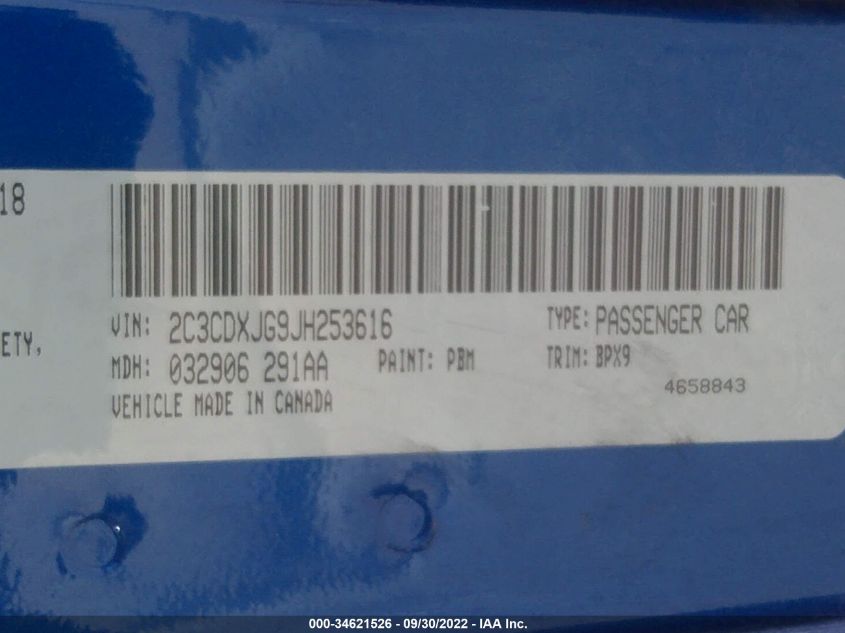 18
ETY,
VIN: 2C3CDXJG9JH253616 TYPE: PASSENGER CAR
MDH: 032906 291AA PAINT: PBM TRIM: BPX9
VEHICLE MADE IN CANADA 4658843
000-34621526 - 09/30/2022 - IAA Inc.